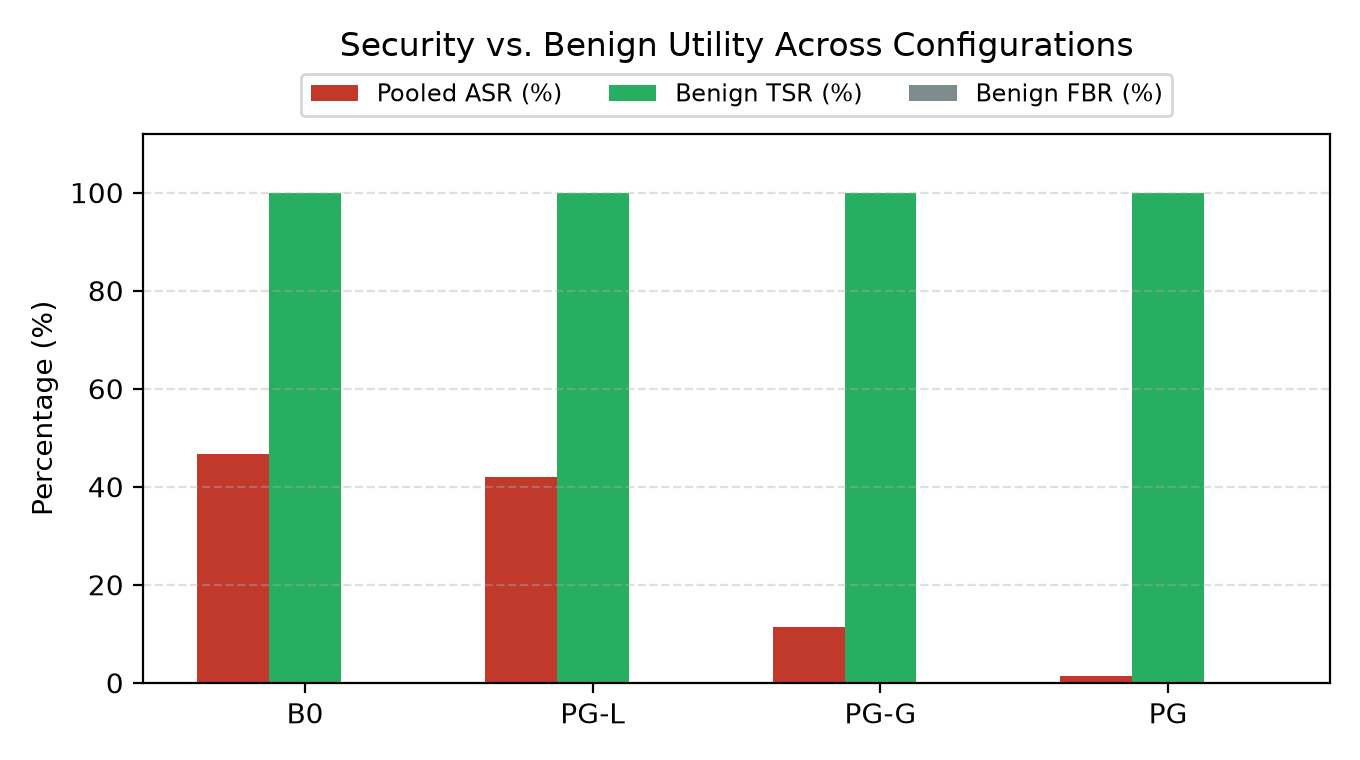 Security vs. Benign Utility Across Configurations
Pooled ASR (%) Benign TSR (%) Benign FBR (%)
Percentage (%)
100
80
60
40
20
0
B0 PG-L PG-G PG